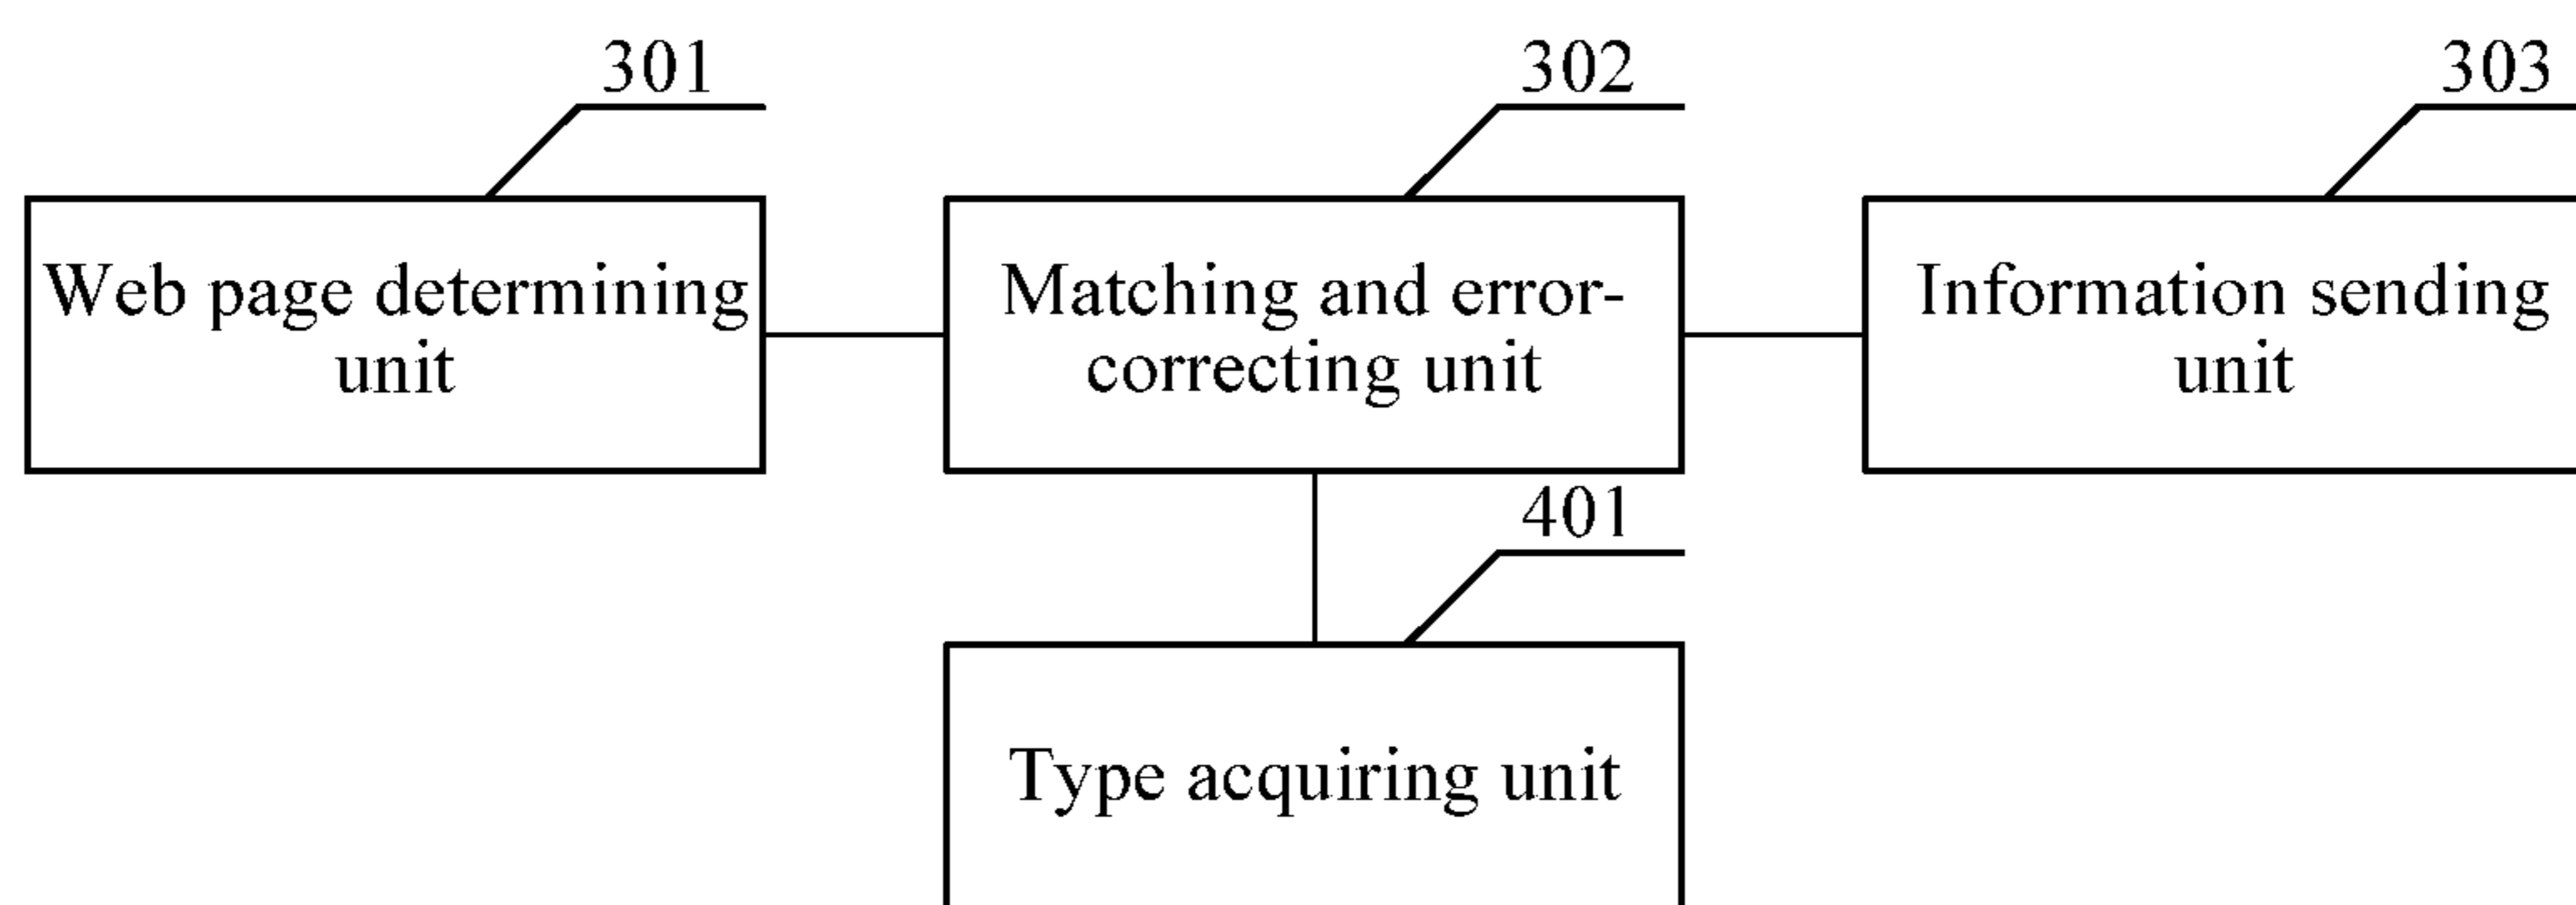 301
302
303
Web page determining
unit
Matching and error-
correcting unit
Information sending
unit
401
Type acquiring unit